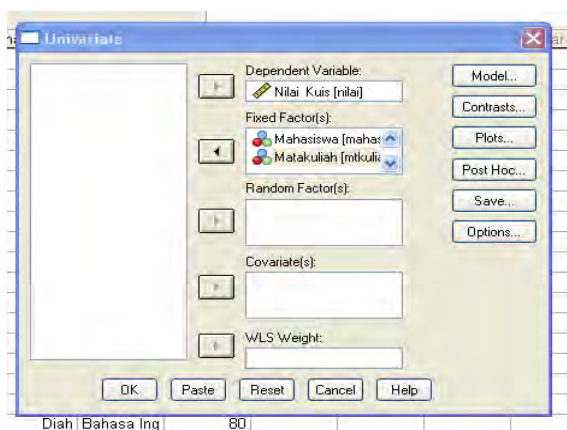 Univariate
Dependent Variable:
Nilai Kuis [nilai]
Fixed Factor(s):
Mahasiswa [mahas
Matakuliah [mtkulia
Random Factor(s):
Covariate(s):
WLS Weight:
Model...
Contrasts...
Plots...
Post Hoc...
Save...
Options...
OK Paste Reset Cancel Help
Diah Bahasa Ing 80